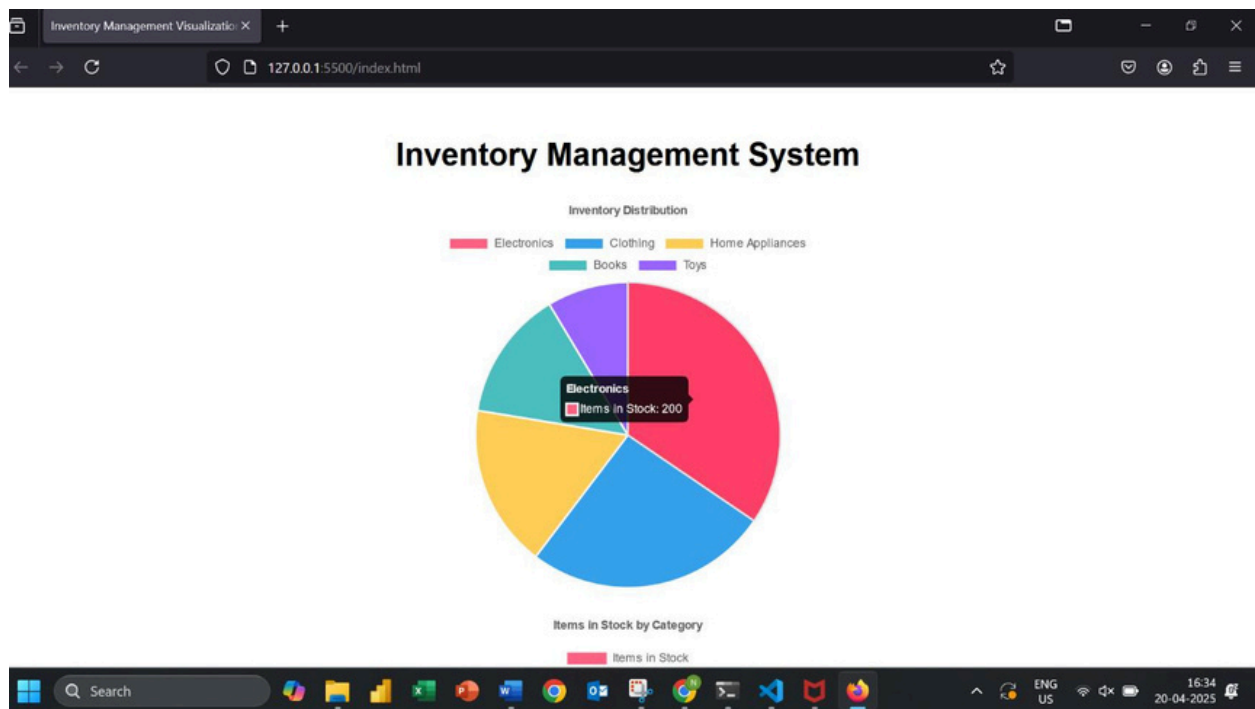 Inventory Management Visualizatio
127.0.0.1:5500/index.html
Inventory Management System
Inventory Distribution
Electronics Clothing Home Appliances
Books Toys
Electronics
Items in Stock: 200
Items in Stock by Category
Items in Stock
Search
ENG
US
16:34
20-04-2025